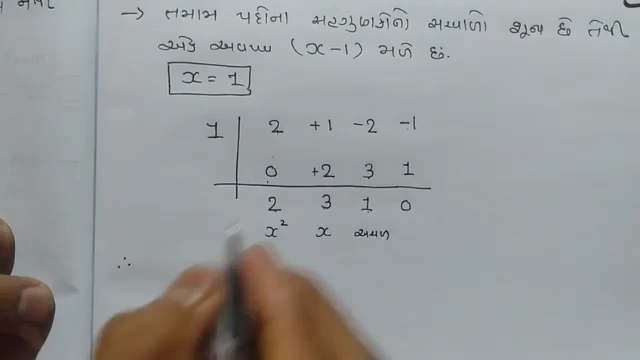 → તમામ પદોના સહગુણકોનો સરવાળો શૂન્ય છે તેથી
એક અવયવ (x-1) મળે છે.
x = 1
1 | 2 +1 -2 -1
0 +2 3 1
2 3 1 0
x² x અચળ
∴